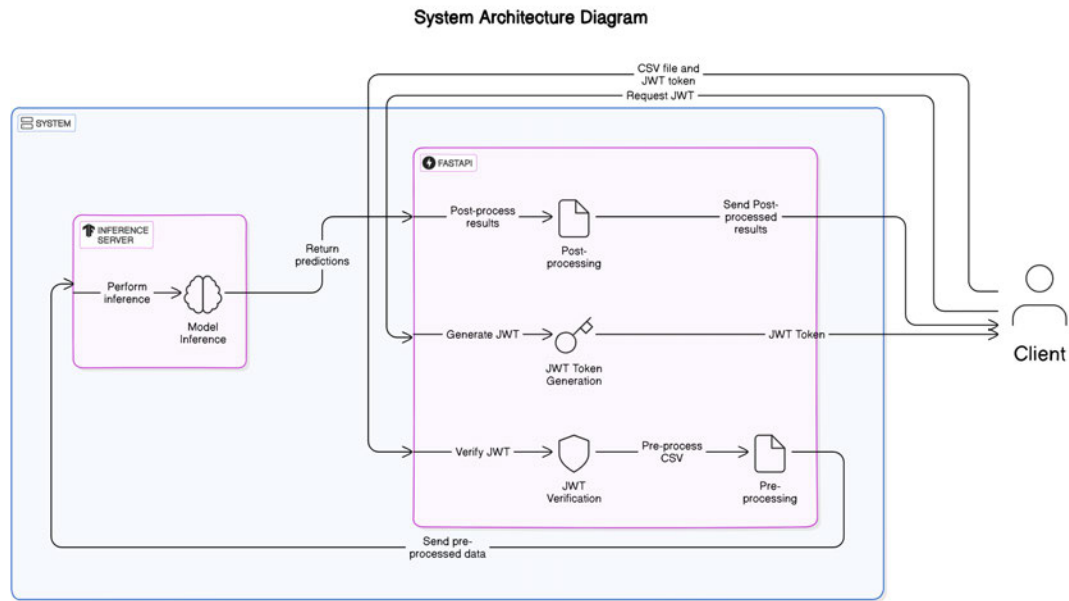 System Architecture Diagram
CSV file and
JWT token
Request JWT
SYSTEM
FASTAPI
Post-process
results
Send Post-
processed
results
Post-
processing
INFERENCE
SERVER
Return
predictions
Perform
inference
Model
Inference
Generate JWT
JWT Token
JWT Token
Generation
Client
Verify JWT
Pre-process
CSV
JWT
Verification
Pre-
processing
Send pre-
processed data